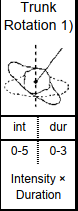 Trunk
Rotation 1)
int dur
0-5 0-3
Intensity ×
Duration